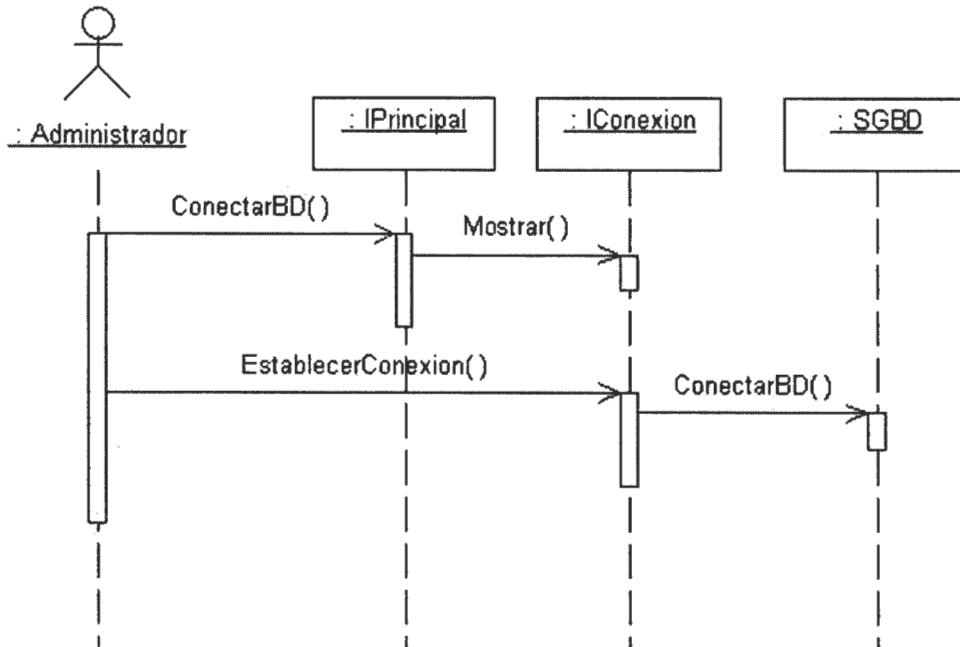 : Administrador
: IPrincipal
: IConexion
: SGBD
ConectarBD()
Mostrar()
EstablecerConexion()
ConectarBD()